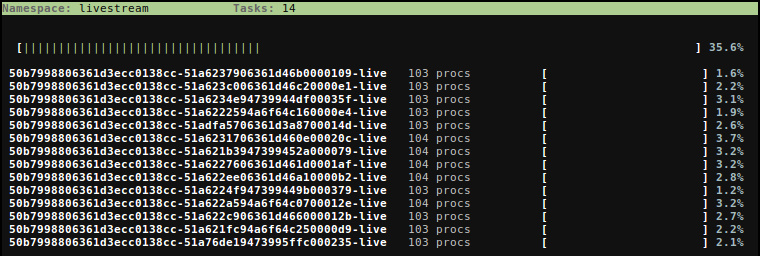 Namespace: livestream Tasks: 14
[|||||||||||||||||||||||||||||||||| ] 35.6%
50b7998806361d3ecc0138cc-51a6237906361d46b0000109-live 103 procs [ ] 1.6%
50b7998806361d3ecc0138cc-51a623c006361d46c20000e1-live 103 procs [ ] 2.2%
50b7998806361d3ecc0138cc-51a6234e94739944df00035f-live 103 procs [ ] 3.1%
50b7998806361d3ecc0138cc-51a6222594a6f64c160000e4-live 103 procs [ ] 1.9%
50b7998806361d3ecc0138cc-51adfa5706361d3a8700014d-live 103 procs [ ] 2.6%
50b7998806361d3ecc0138cc-51a6231706361d460e00020c-live 104 procs [ ] 3.7%
50b7998806361d3ecc0138cc-51a621b3947399452a000079-live 104 procs [ ] 3.2%
50b7998806361d3ecc0138cc-51a6227606361d461d0001af-live 103 procs [ ] 3.2%
50b7998806361d3ecc0138cc-51a622ee06361d46a10000b2-live 104 procs [ ] 2.8%
50b7998806361d3ecc0138cc-51a6224f947399449b000379-live 103 procs [ ] 1.2%
50b7998806361d3ecc0138cc-51a622a594a6f64c0700012e-live 104 procs [ ] 3.2%
50b7998806361d3ecc0138cc-51a622c906361d466000012b-live 103 procs [ ] 2.7%
50b7998806361d3ecc0138cc-51a621fc94a6f64c250000d9-live 103 procs [ ] 2.2%
50b7998806361d3ecc0138cc-51a76de19473995ffc000235-live 103 procs [ ] 2.1%